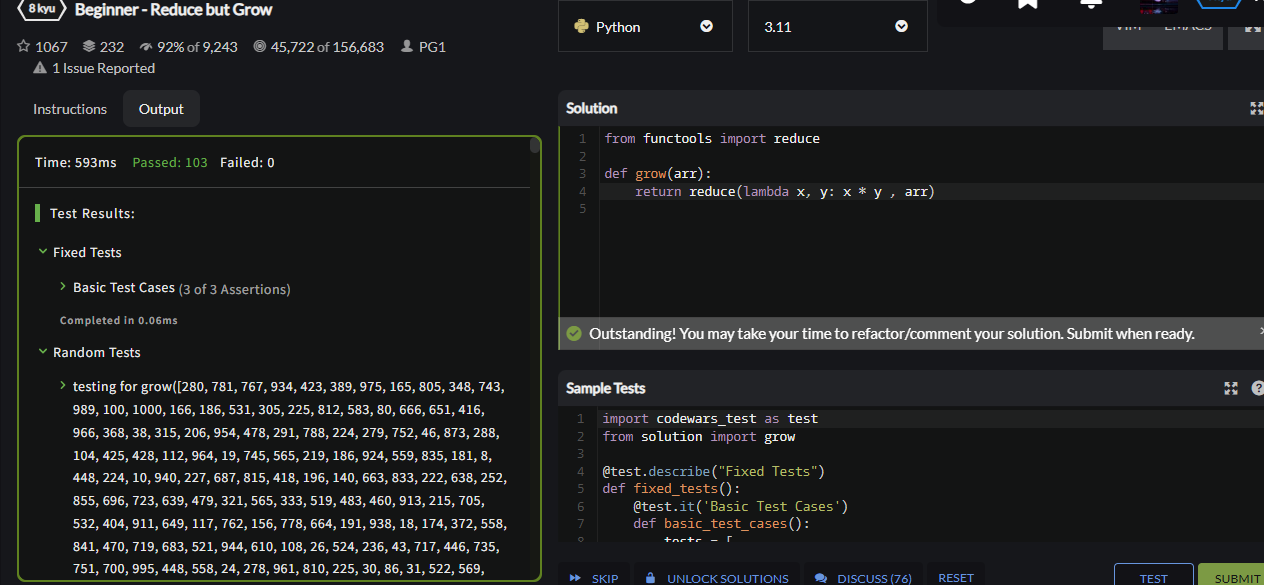 8 kyu Beginner - Reduce but Grow
1067 232 92% of 9,243 45,722 of 156,683 PG1
1 Issue Reported
Instructions Output
Time: 593ms Passed: 103 Failed: 0
Test Results:
Fixed Tests
Basic Test Cases (3 of 3 Assertions)
Completed in 0.06ms
Random Tests
testing for grow([280, 781, 767, 934, 423, 389, 975, 165, 805, 348, 743,
989, 100, 1000, 166, 186, 531, 305, 225, 812, 583, 80, 666, 651, 416,
966, 368, 38, 315, 206, 954, 478, 291, 788, 224, 279, 752, 46, 873, 288,
104, 425, 428, 112, 964, 19, 745, 565, 219, 186, 924, 559, 835, 181, 8,
448, 224, 10, 940, 227, 687, 815, 418, 196, 140, 663, 833, 222, 638, 252,
855, 696, 723, 639, 479, 321, 565, 333, 519, 483, 460, 913, 215, 705,
532, 404, 911, 649, 117, 762, 156, 778, 664, 191, 938, 18, 174, 372, 558,
841, 470, 719, 683, 521, 944, 610, 108, 26, 524, 236, 43, 717, 446, 735,
751, 700, 995, 448, 558, 24, 278, 961, 810, 225, 30, 86, 31, 522, 569,
Python 3.11
VIM EMACS
Solution
1 from functools import reduce
2
3 def grow(arr):
4 return reduce(lambda x, y: x * y , arr)
5
Outstanding! You may take your time to refactor/comment your solution. Submit when ready.
Sample Tests
1 import codewars_test as test
2 from solution import grow
3
4 @test.describe("Fixed Tests")
5 def fixed_tests():
6 @test.it('Basic Test Cases')
7 def basic_test_cases():
8 tests = [
SKIP UNLOCK SOLUTIONS DISCUSS (76) RESET TEST SUBMIT